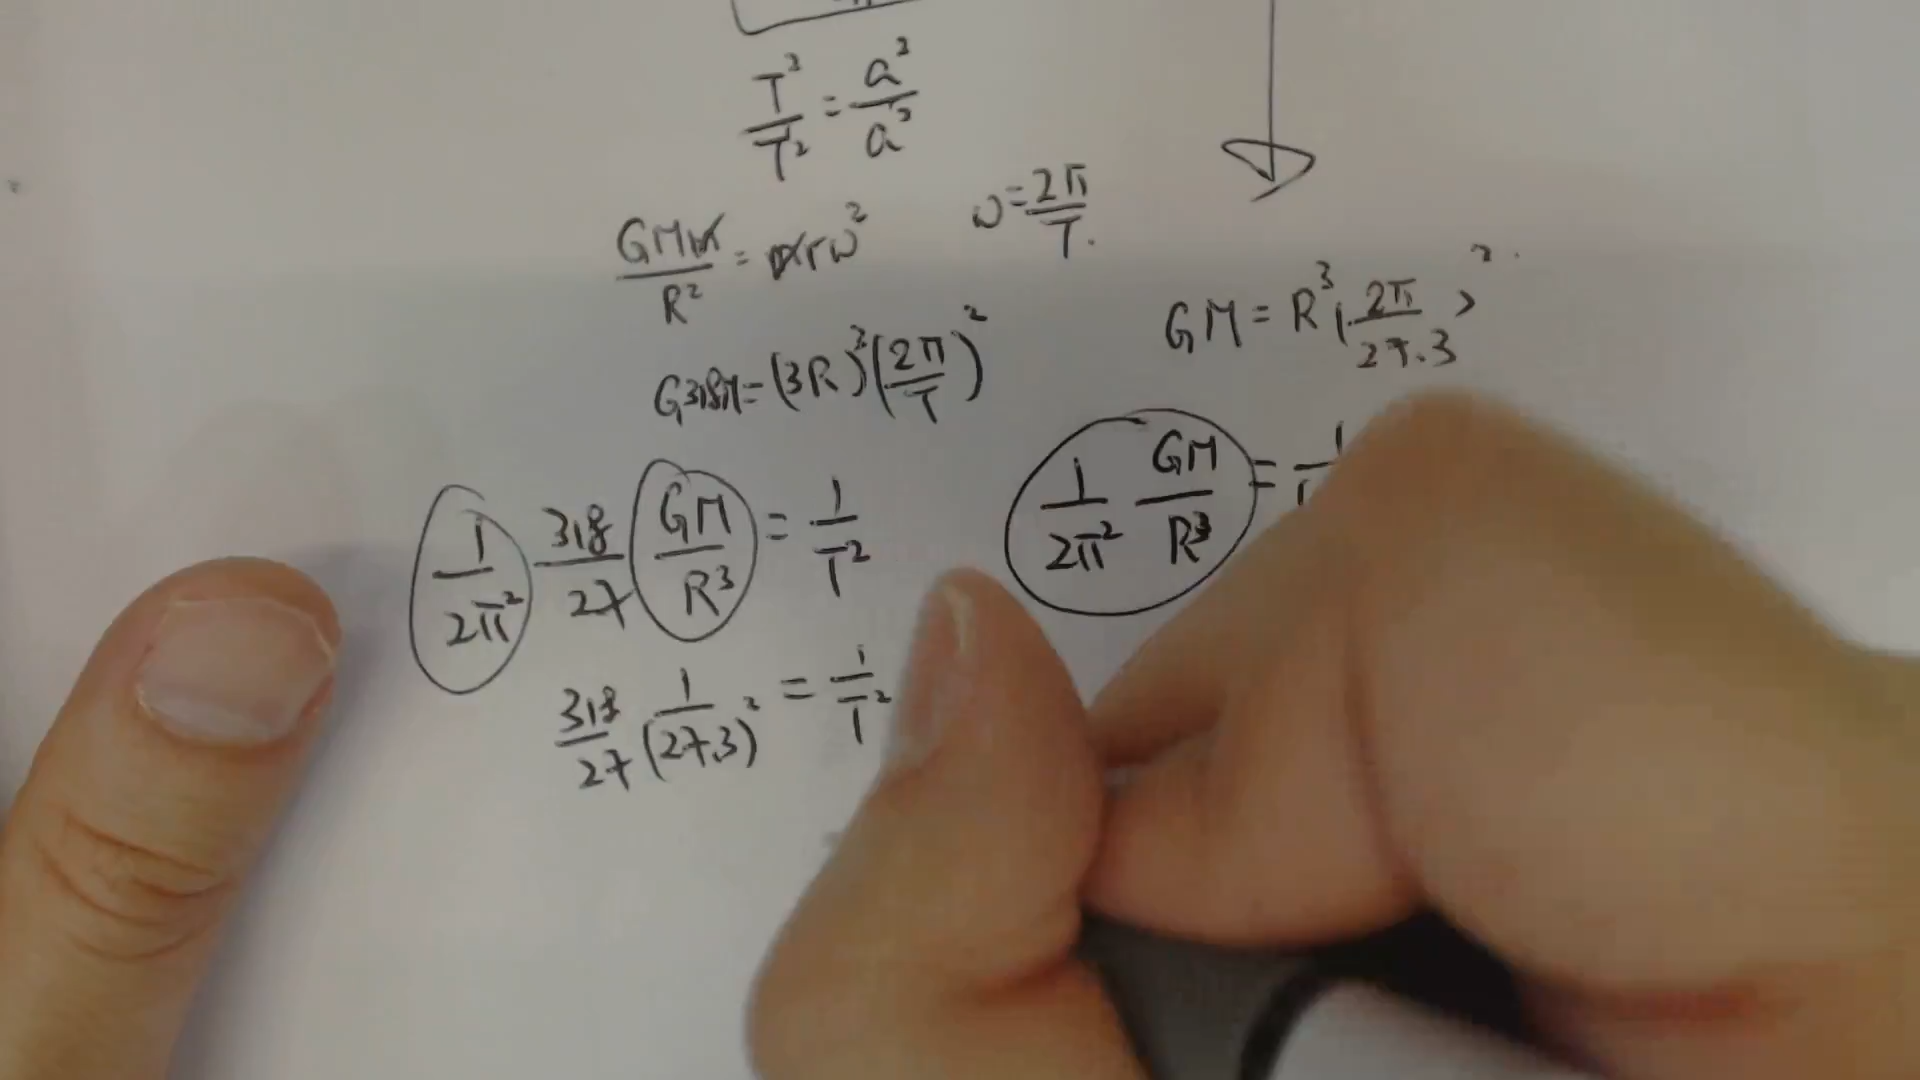 T²/T² = a³/a³
GMm/R² = mrω² ω = 2π/T.
G318M = (3R)³(2π/T)² GM = R³(2π/27.3)².
1/2π² 318/27 GM/R³ = 1/T² 1/2π² GM/R³ =
318/27 1/(27.3)² = 1/T²